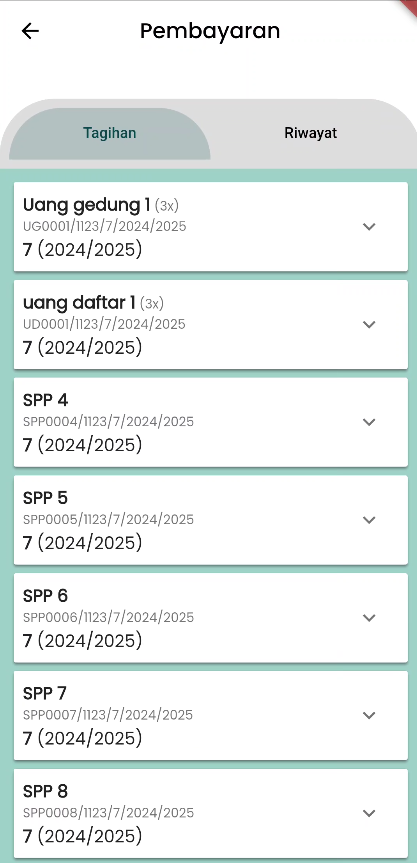 Pembayaran
Tagihan
Riwayat
Uang gedung 1 (3x)
UG0001/1123/7/2024/2025
7 (2024/2025)
uang daftar 1 (3x)
UD0001/1123/7/2024/2025
7 (2024/2025)
SPP 4
SPP0004/1123/7/2024/2025
7 (2024/2025)
SPP 5
SPP0005/1123/7/2024/2025
7 (2024/2025)
SPP 6
SPP0006/1123/7/2024/2025
7 (2024/2025)
SPP 7
SPP0007/1123/7/2024/2025
7 (2024/2025)
SPP 8
SPP0008/1123/7/2024/2025
7 (2024/2025)